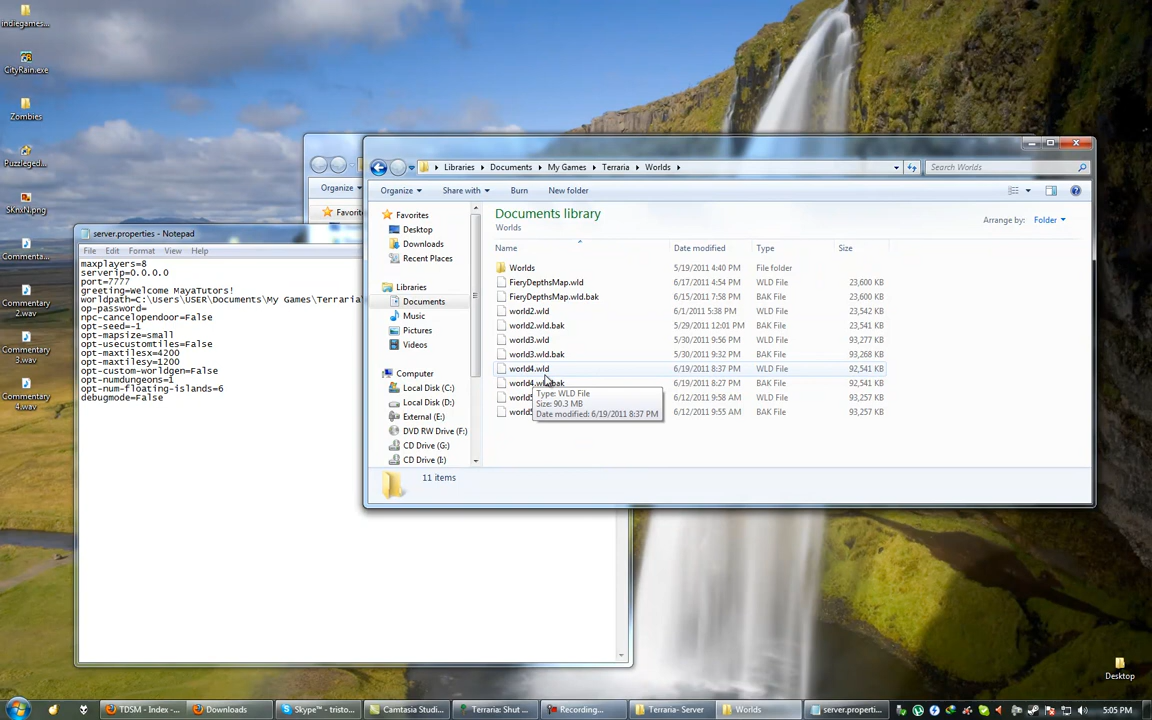 indiegames...
CityRain.exe
Zombies
Puzzleged...
SKnxN.png
Commenta...
Commentary
2.wav
Commentary
3.wav
Commentary
4.wav
Organize
Favorit
server.properties - Notepad
File Edit Format View Help
maxplayers=8
serverip=0.0.0.0
port=7777
greeting=Welcome MayaTutors!
worldpath=C:\Users\USER\Documents\My Games\Terraria
op-password=
npc-cancelopendoor=False
opt-seed=-1
opt-mapsize=small
opt-usecustomtiles=False
opt-maxtilesx=4200
opt-maxtilesy=1200
opt-custom-worldgen=False
opt-numdungeons=1
opt-num-floating-islands=6
debugmode=False
Libraries Documents My Games Terraria Worlds
Search Worlds
Organize Share with Burn New folder
Favorites
Desktop
Downloads
Recent Places
Libraries
Documents
Music
Pictures
Videos
Computer
Local Disk (C:)
Local Disk (D:)
External (E:)
DVD RW Drive (F:)
CD Drive (G:)
CD Drive (I:)
Documents library
Worlds
Arrange by: Folder
Name Date modified Type Size
Worlds 5/19/2011 4:40 PM File folder
FieryDepthsMap.wld 6/17/2011 4:54 PM WLD File 23,600 KB
FieryDepthsMap.wld.bak 6/15/2011 7:58 PM BAK File 23,600 KB
world2.wld 6/1/2011 5:38 PM WLD File 23,542 KB
world2.wld.bak 5/29/2011 12:01 PM BAK File 23,541 KB
world3.wld 5/30/2011 9:56 PM WLD File 93,277 KB
world3.wld.bak 5/30/2011 9:32 PM BAK File 93,268 KB
world4.wld 6/19/2011 8:37 PM WLD File 92,541 KB
world4.wld.bak 6/19/2011 8:27 PM BAK File 92,541 KB
world5 6/12/2011 9:58 AM WLD File 93,257 KB
world5 6/12/2011 9:55 AM BAK File 93,257 KB
Type: WLD File
Size: 90.3 MB
Date modified: 6/19/2011 8:37 PM
11 items
Desktop
TDSM - Index -... Downloads Skype™ - tristo... Camtasia Studi... Terraria: Shut ... Recording... Terraria- Server Worlds server.properti... 5:05 PM